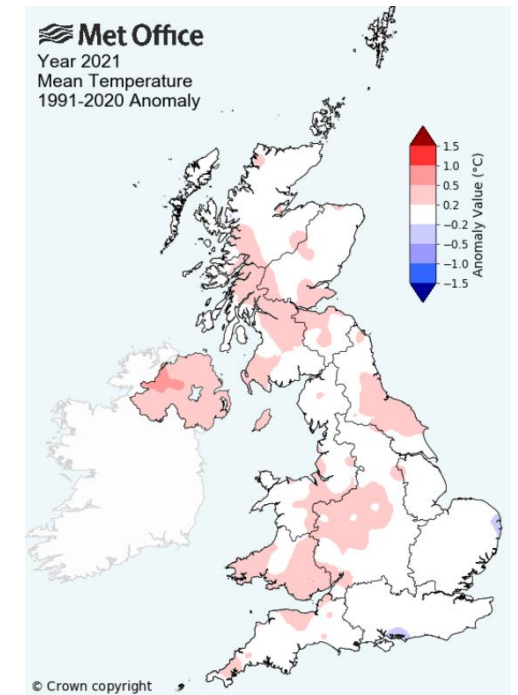 Met Office
Year 2021
Mean Temperature
1991-2020 Anomaly
1.5
1.0
0.5
0.2
−0.2
−0.5
−1.0
−1.5
Anomaly Value (°C)
© Crown copyright